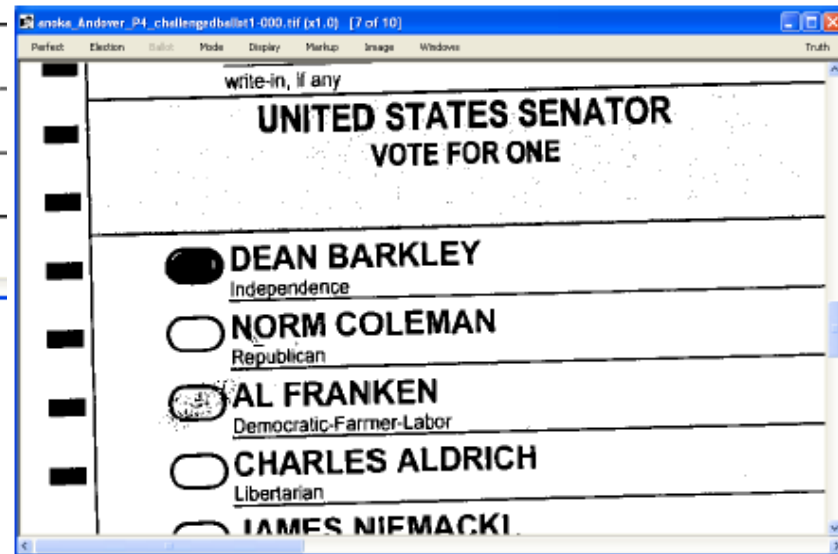 anoka_Andover_P4_challengedballot1-000.tif (x1.0) [7 of 10]
Perfect Election Ballot Mode Display Markup Image Windows Truth
write-in, if any
UNITED STATES SENATOR
VOTE FOR ONE
DEAN BARKLEY
Independence
NORM COLEMAN
Republican
AL FRANKEN
Democratic-Farmer-Labor
CHARLES ALDRICH
Libertarian
JAMES NIEMACKL